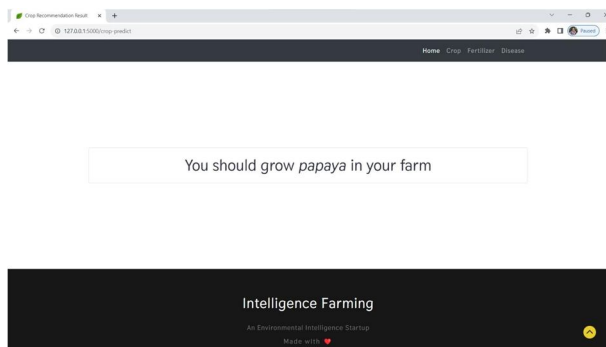 Crop Recommendation Result
127.0.0.1:5000/crop-predict
Paused
Home Crop Fertilizer Disease
You should grow papaya in your farm
Intelligence Farming
An Environmental Intelligence Startup
Made with ❤